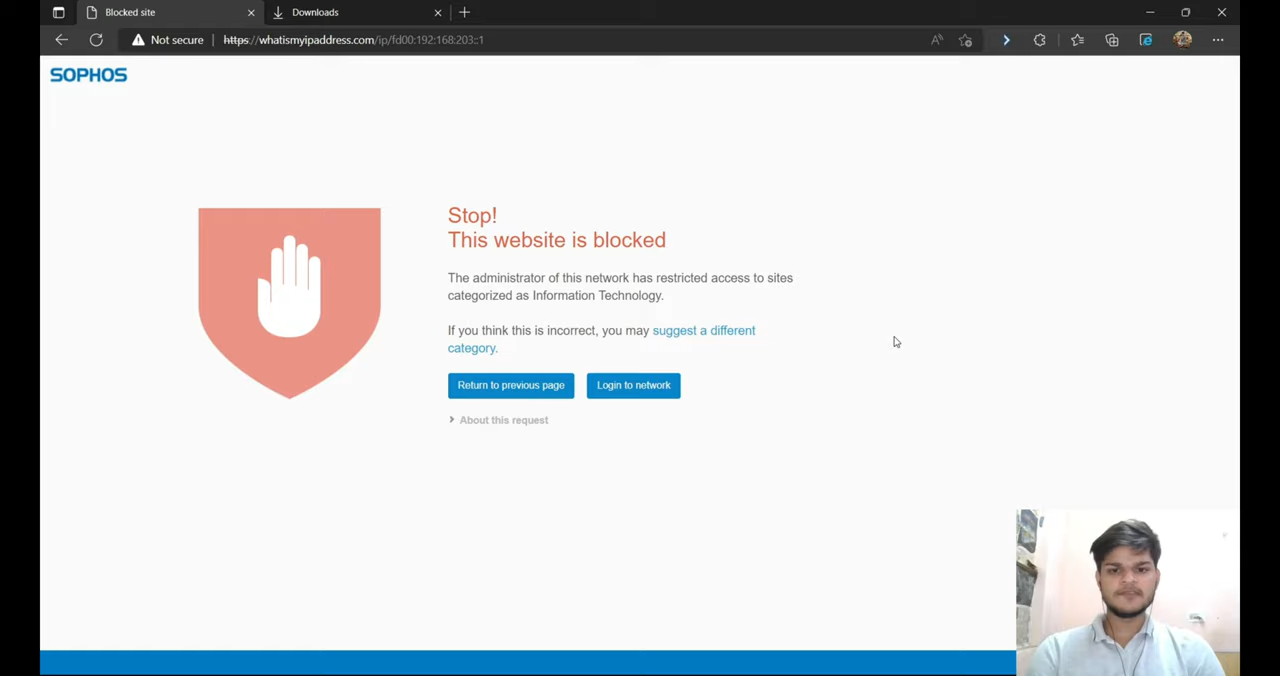 Blocked site
Downloads
Not secure
https://whatismyipaddress.com/ip/fd00:192:168:203::1
SOPHOS
Stop!
This website is blocked
The administrator of this network has restricted access to sites
categorized as Information Technology.
If you think this is incorrect, you may suggest a different
category.
Return to previous page
Login to network
About this request